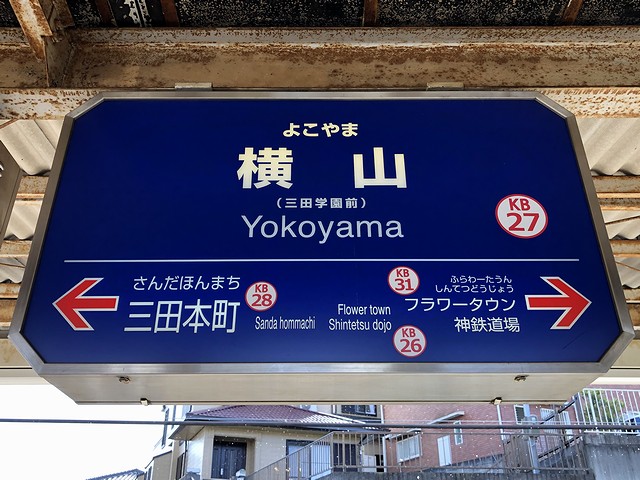 よこやま
横山
（三田学園前）
Yokoyama
KB
27
さんだほんまち
三田本町
KB
28
Sanda hommachi
KB
31
ふらわーたうん
しんてつどうじょう
Flower town
フラワータウン
Shintetsu dojo
神鉄道場
KB
26